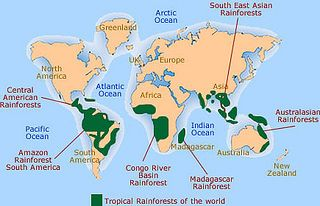 South East Asian
Rainforests
Arctic
Ocean
Greenland
North
America
UK
Europe
Asia
Central
American
Rainforests
Atlantic
Ocean
Africa
Pacific
Ocean
Indian
Ocean
Australasian
Rainforests
Amazon
Rainforest
South America
South
America
Congo River
Basin
Rainforest
Madagascar
Madagascar
Rainforest
Australia
New
Zealand
Tropical Rainforests of the world